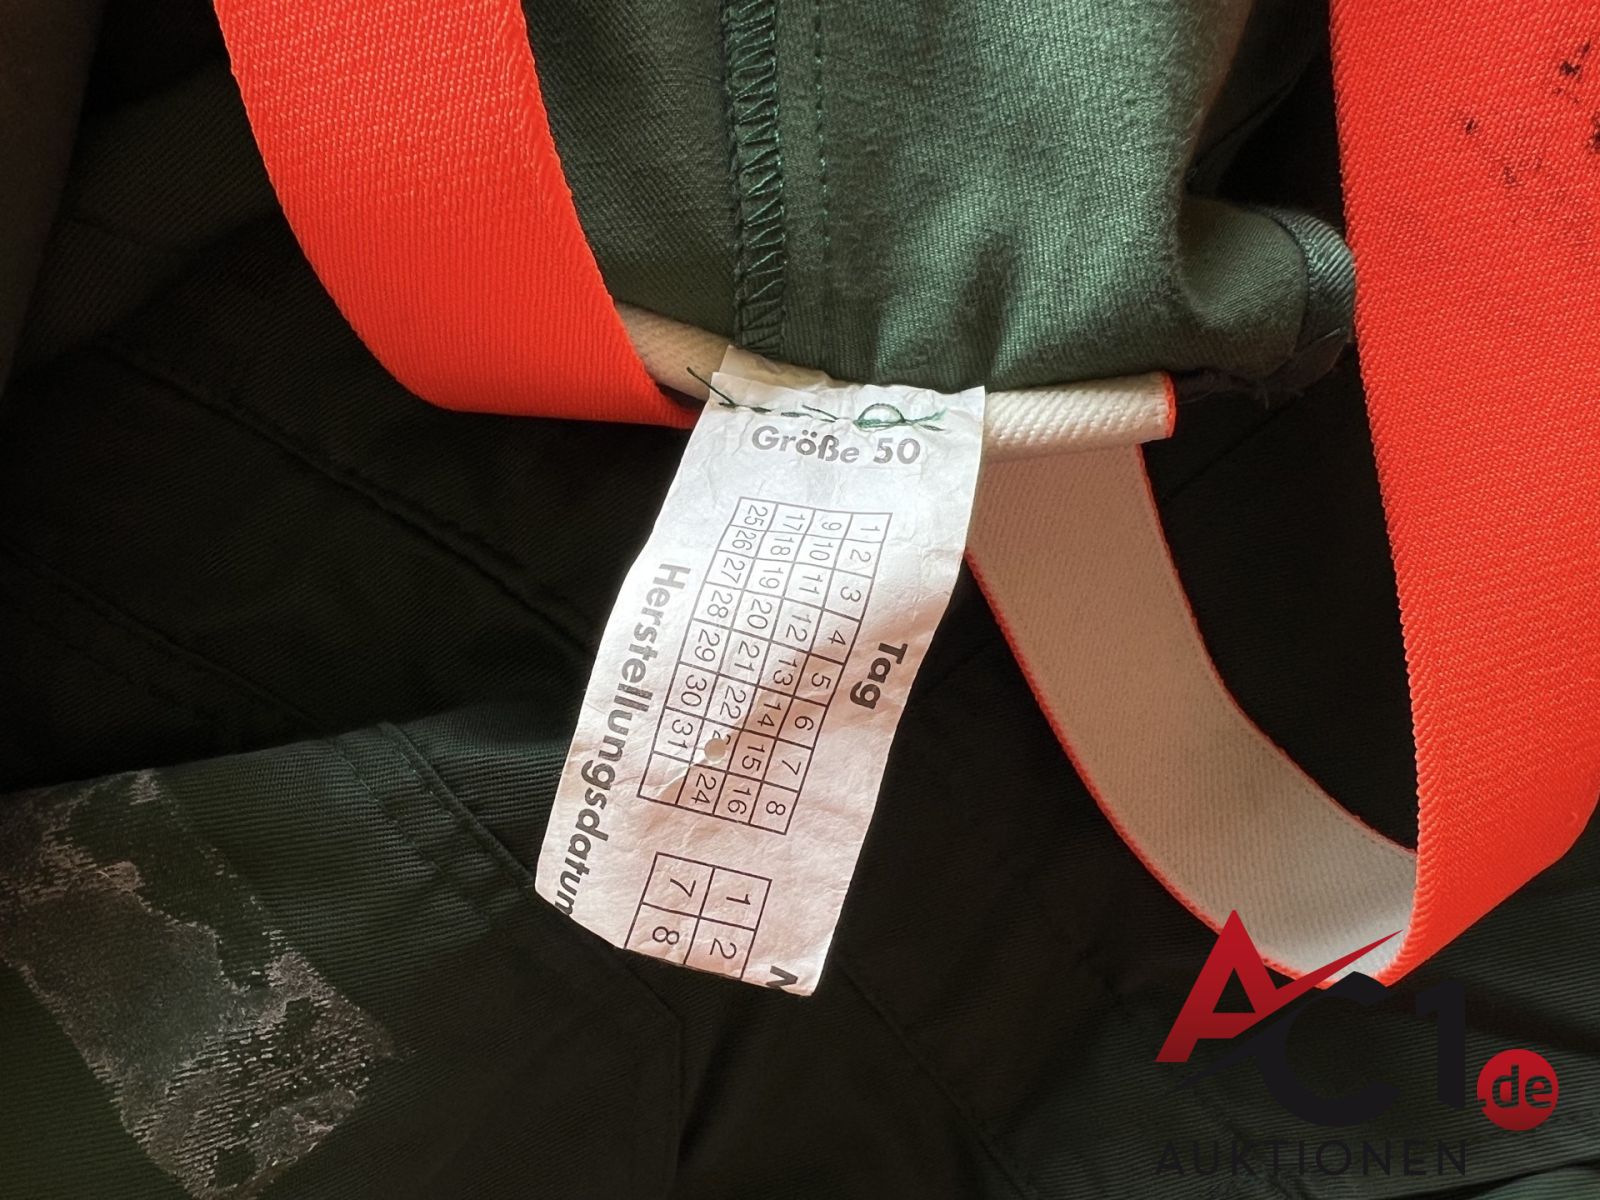 Größe 50
Tag
1 2 3 4 5 6 7 8
9 10 11 12 13 14 15 16
17 18 19 20 21 22 24
25 26 27 28 29 30 31
Herstellungsdatum
1 2
7 8
AC1.de
AUKTIONEN